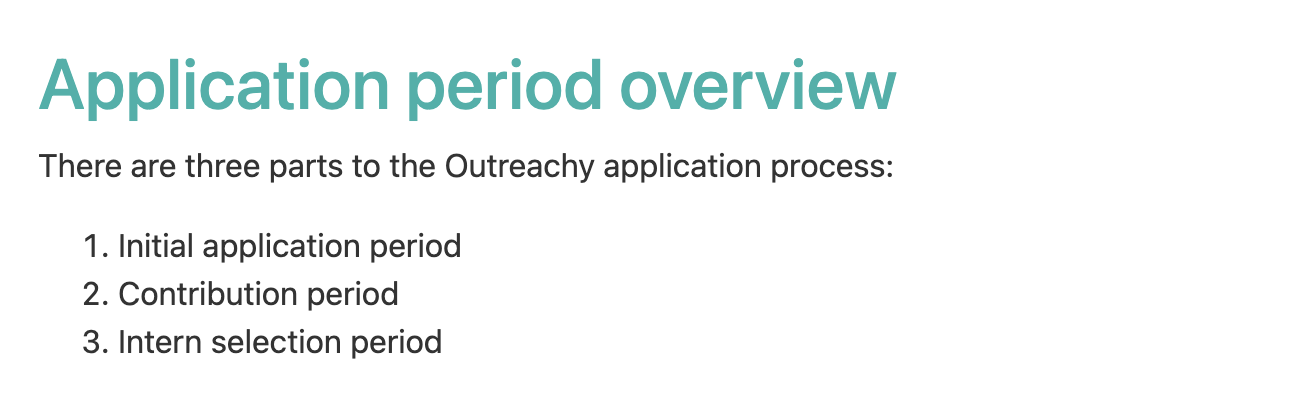 Application period overview
There are three parts to the Outreachy application process:
1. Initial application period
2. Contribution period
3. Intern selection period